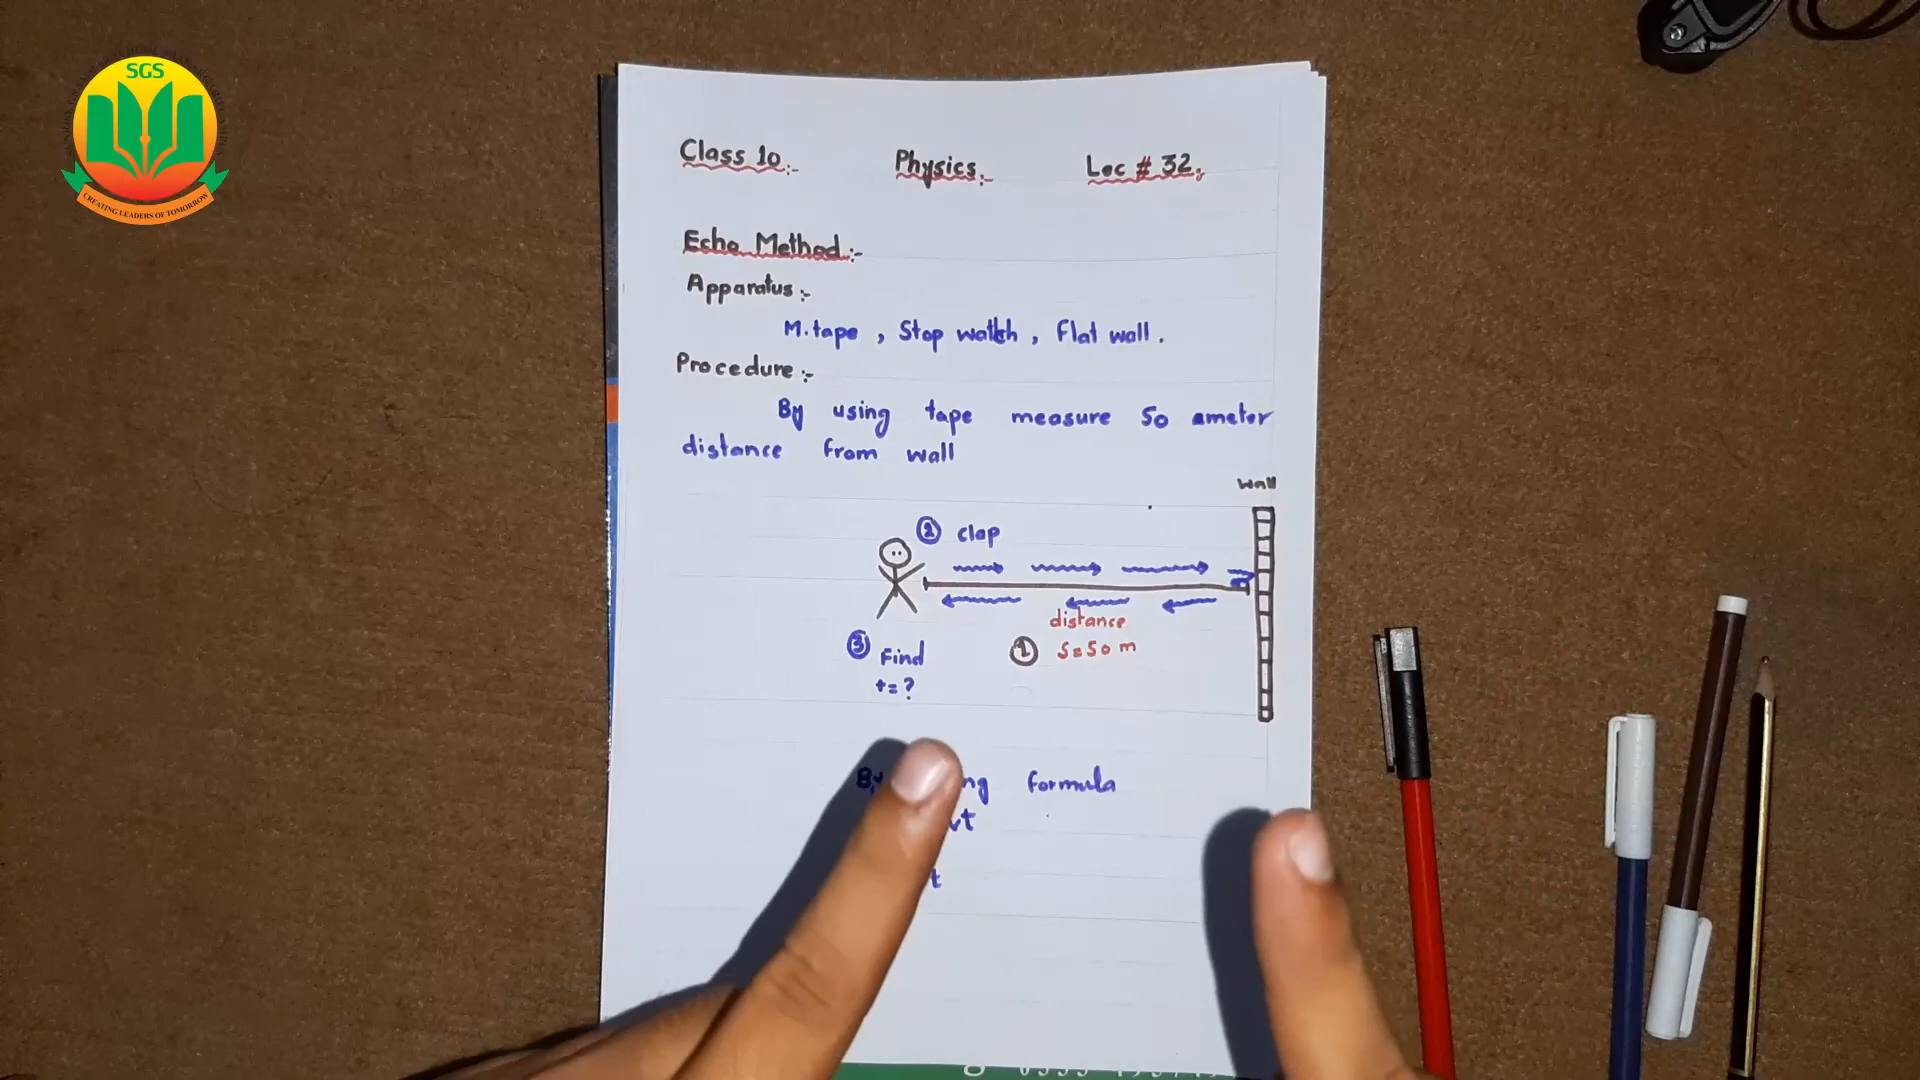 SGS
CREATING LEADERS OF TOMORROW
Class 10:- Physics:- Lec # 32.
Echo Method:-
Apparatus:-
M.tape , Stop watch , Flat wall .
Procedure:-
By using tape measure 50 ameter
distance from wall
wall
② clap
distance
③ Find ① S=50 m
t=?
formula
vt
t